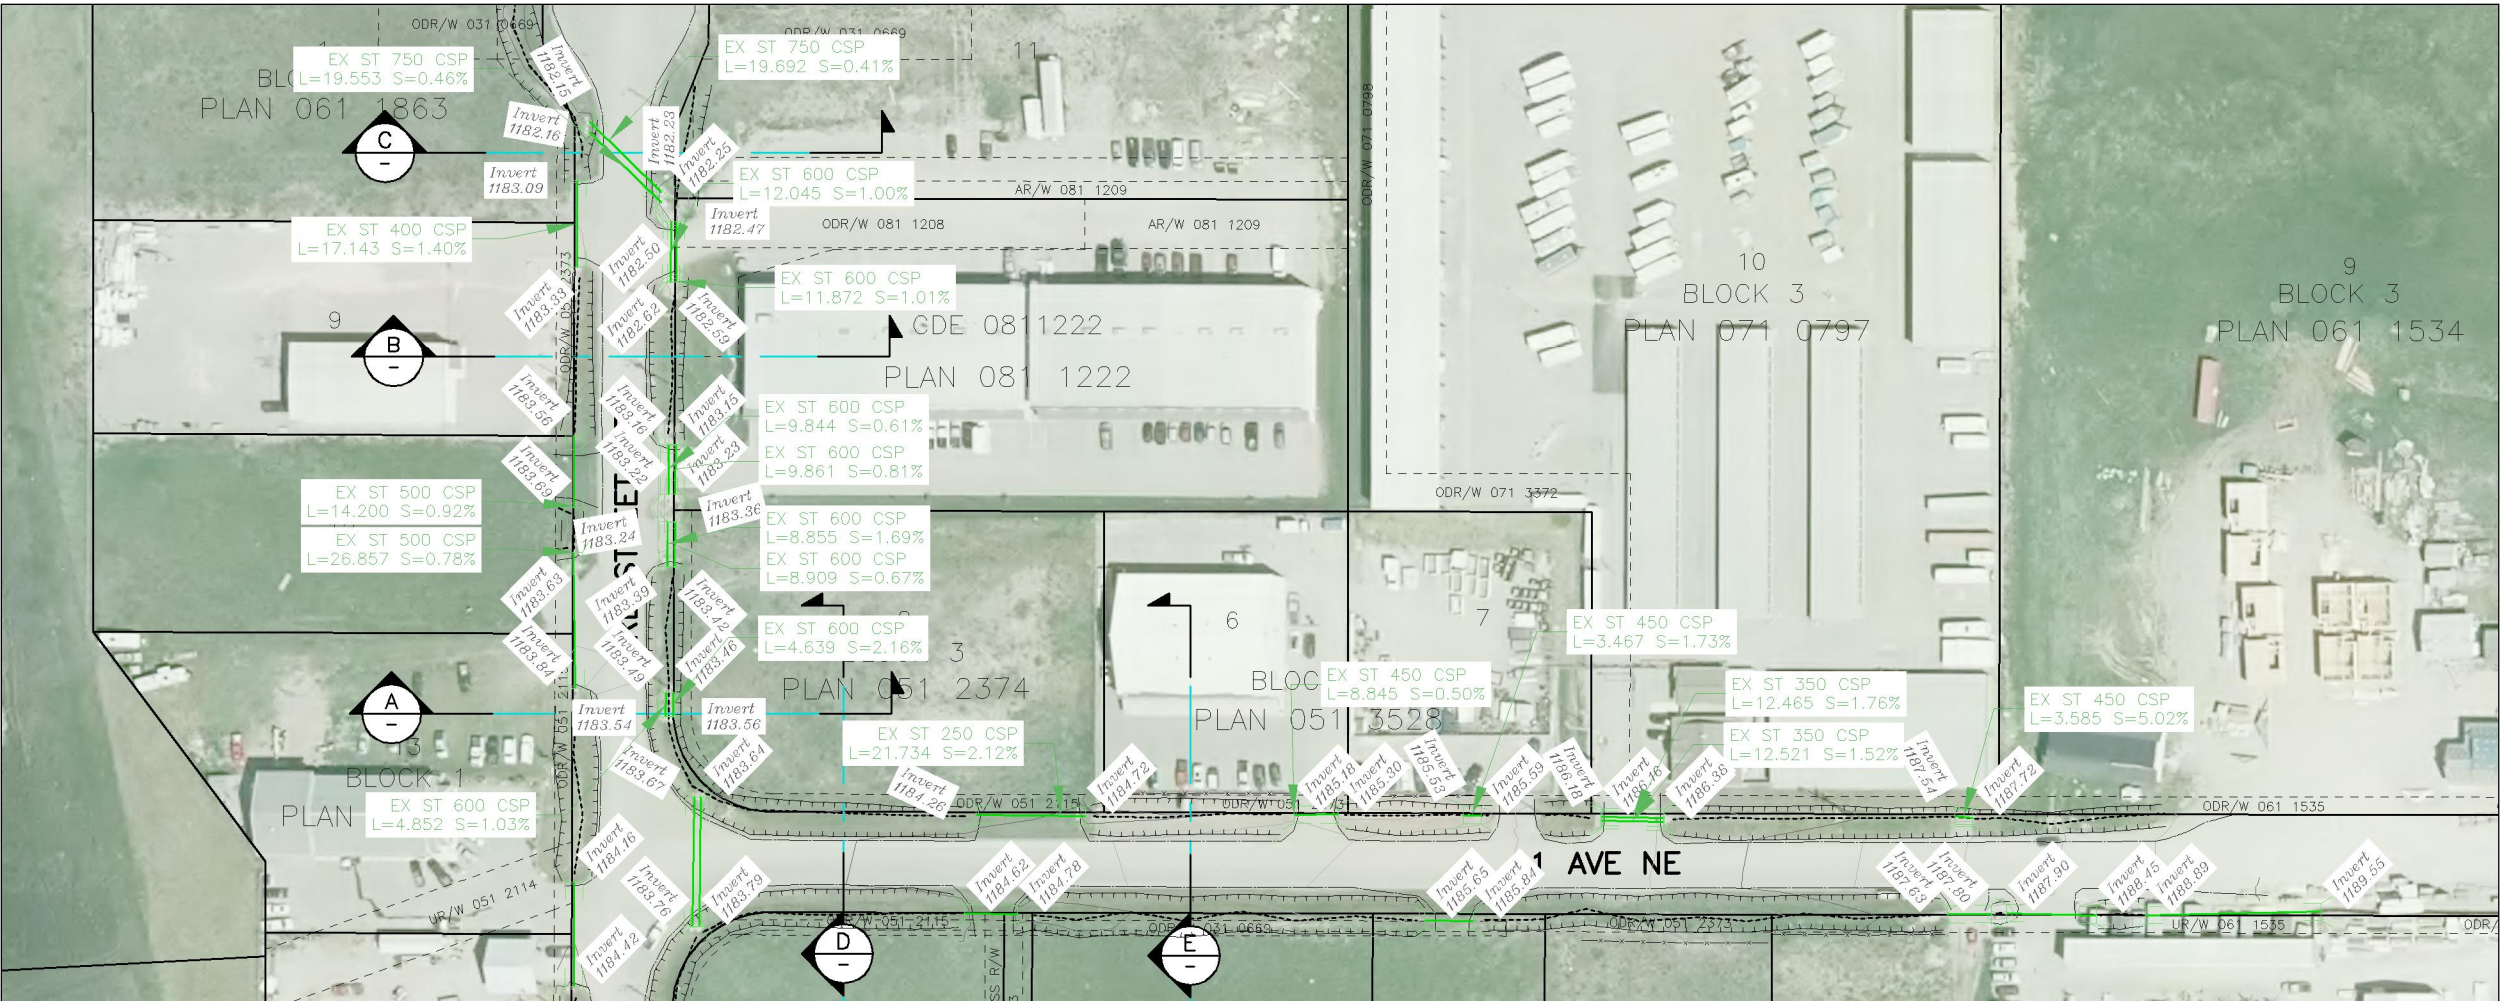 ODR/W 031 0669
ODR/W 031 0669
EX ST 750 CSP
L=19.553 S=0.46%
Invert
1182.15
EX ST 750 CSP
L=19.692 S=0.41%
11
PLAN 061 1863
Invert
1182.16
Invert
1182.23
Invert
1182.25
C
-
Invert
1183.09
EX ST 600 CSP
L=12.045 S=1.00%
AR/W 081 1209
ODR/W 071 0798
Invert
1182.47
ODR/W 081 1208
AR/W 081 1209
EX ST 400 CSP
L=17.143 S=1.40%
Invert
1182.50
EX ST 600 CSP
L=11.872 S=1.01%
10
BLOCK 3
PLAN 071 0797
9
BLOCK 3
PLAN 061 1534
Invert
1183.33
Invert
1182.62
Invert
1182.59
9
CDE 0811222
PLAN 081 1222
B
-
Invert
1183.56
Invert
1183.16
Invert
1183.15
EX ST 600 CSP
L=9.844 S=0.61%
EX ST 600 CSP
L=9.861 S=0.81%
Invert
1183.69
Invert
1183.22
Invert
1183.23
EX ST 500 CSP
L=14.200 S=0.92%
EX ST 500 CSP
L=26.857 S=0.78%
Invert
1183.24
Invert
1183.36
ODR/W 071 3372
EX ST 600 CSP
L=8.855 S=1.69%
EX ST 600 CSP
L=8.909 S=0.67%
Invert
1183.63
Invert
1183.39
Invert
1183.42
EX ST 600 CSP
L=4.639 S=2.16%
3
PLAN 051 2374
6
7
EX ST 450 CSP
L=3.467 S=1.73%
Invert
1183.84
Invert
1183.49
Invert
1183.46
PLAN 051 3528
EX ST 450 CSP
L=8.845 S=0.50%
EX ST 350 CSP
L=12.465 S=1.76%
EX ST 350 CSP
L=12.521 S=1.52%
EX ST 450 CSP
L=3.585 S=5.02%
A
-
Invert
1183.54
Invert
1183.56
EX ST 250 CSP
L=21.734 S=2.12%
3
BLOCK 1
PLAN
EX ST 600 CSP
L=4.852 S=1.03%
Invert
1183.67
Invert
1183.64
Invert
1184.26
Invert
1184.72
Invert
1185.18
Invert
1185.30
Invert
1185.53
Invert
1185.59
Invert
1186.18
Invert
1186.16
Invert
1186.38
Invert
1187.54
Invert
1187.72
ODR/W 051 2115
ODR/W 061 1535
1 AVE NE
Invert
1184.16
Invert
1183.76
Invert
1183.79
Invert
1184.62
Invert
1184.78
Invert
1185.65
Invert
1185.84
Invert
1187.63
Invert
1187.80
Invert
1187.90
Invert
1188.45
Invert
1188.89
Invert
1189.55
UR/W 051 2114
ODR/W 051 2115
ODR/W 031 0669
ODR/W 051 2373
UR/W 061 1535
ODR/
Invert
1184.42
D
-
E
-
SS R/W